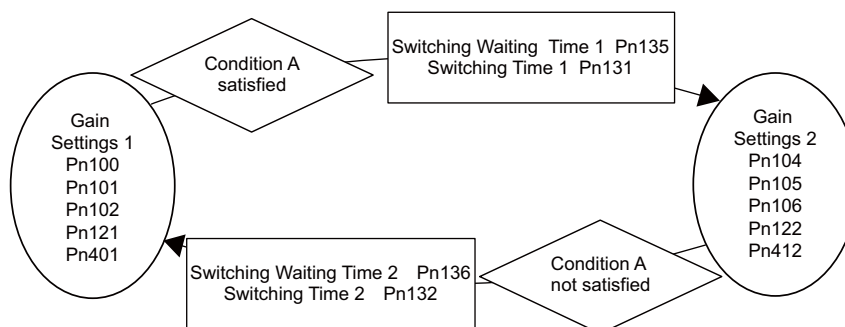 Condition A
satisfied
Switching Waiting Time 1 Pn135
Switching Time 1 Pn131
Gain
Settings 1
Pn100
Pn101
Pn102
Pn121
Pn401
Gain
Settings 2
Pn104
Pn105
Pn106
Pn122
Pn412
Switching Waiting Time 2 Pn136
Switching Time 2 Pn132
Condition A
not satisfied